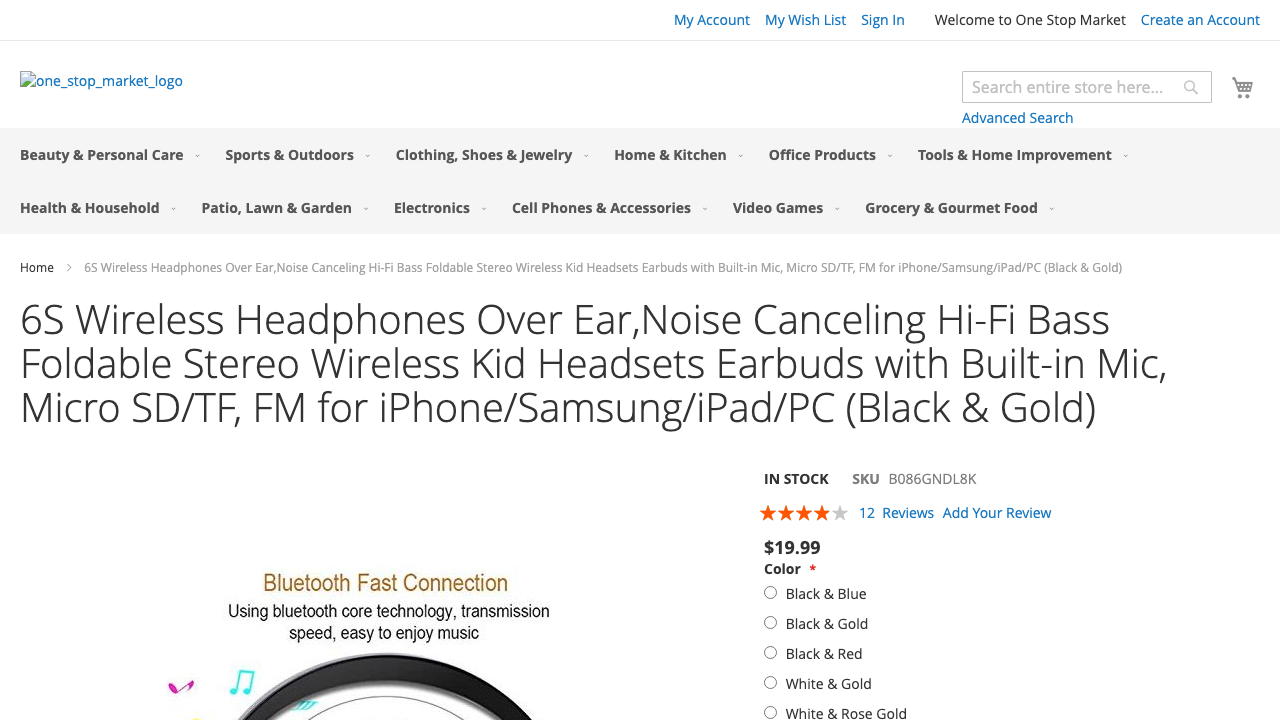 My Account My Wish List Sign In Welcome to One Stop Market Create an Account
one_stop_market_logo
Search entire store here...
Advanced Search
Beauty & Personal Care Sports & Outdoors Clothing, Shoes & Jewelry Home & Kitchen Office Products Tools & Home Improvement
Health & Household Patio, Lawn & Garden Electronics Cell Phones & Accessories Video Games Grocery & Gourmet Food
Home 6S Wireless Headphones Over Ear,Noise Canceling Hi-Fi Bass Foldable Stereo Wireless Kid Headsets Earbuds with Built-in Mic, Micro SD/TF, FM for iPhone/Samsung/iPad/PC (Black & Gold)
6S Wireless Headphones Over Ear,Noise Canceling Hi-Fi Bass
Foldable Stereo Wireless Kid Headsets Earbuds with Built-in Mic,
Micro SD/TF, FM for iPhone/Samsung/iPad/PC (Black & Gold)
IN STOCK SKU B086GNDL8K
12 Reviews Add Your Review
$19.99
Color *
Black & Blue
Black & Gold
Black & Red
White & Gold
White & Rose Gold
Bluetooth Fast Connection
Using bluetooth core technology, transmission
speed, easy to enjoy music